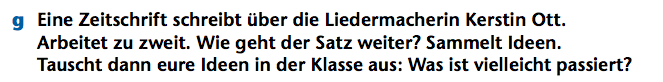 g Eine Zeitschrift schreibt über die Liedermacherin Kerstin Ott.
Arbeitet zu zweit. Wie geht der Satz weiter? Sammelt Ideen.
Tauscht dann eure Ideen in der Klasse aus: Was ist vielleicht passiert?